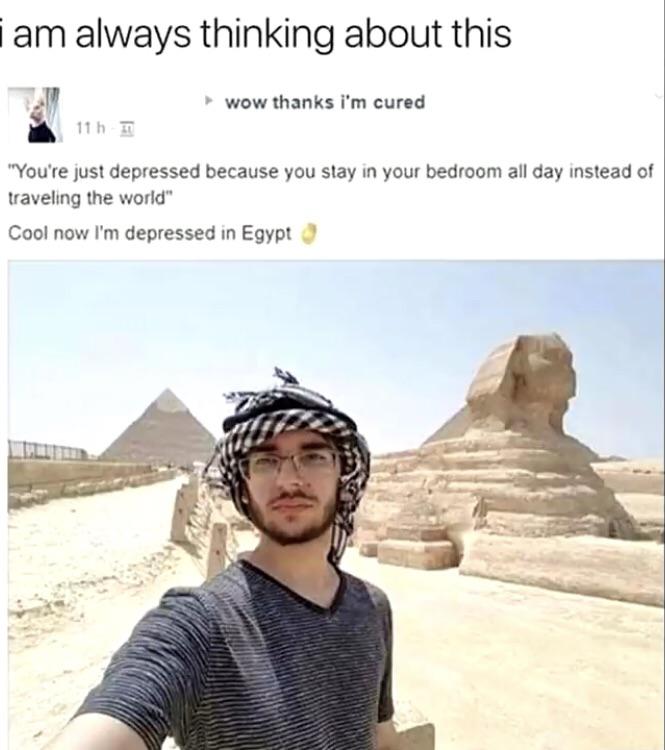 i am always thinking about this
wow thanks i'm cured
11 h
"You're just depressed because you stay in your bedroom all day instead of
traveling the world"
Cool now I'm depressed in Egypt 👌